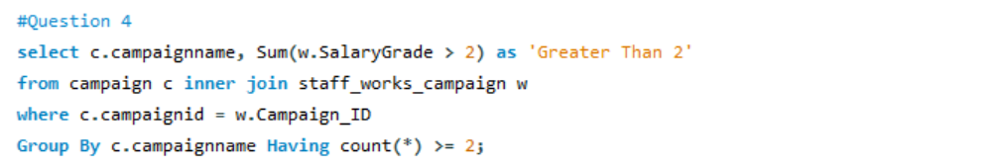 #Question 4
select c.campaignname, Sum(w.SalaryGrade > 2) as 'Greater Than 2'
from campaign c inner join staff_works_campaign w
where c.campaignid = w.Campaign_ID
Group By c.campaignname Having count(*) >= 2;